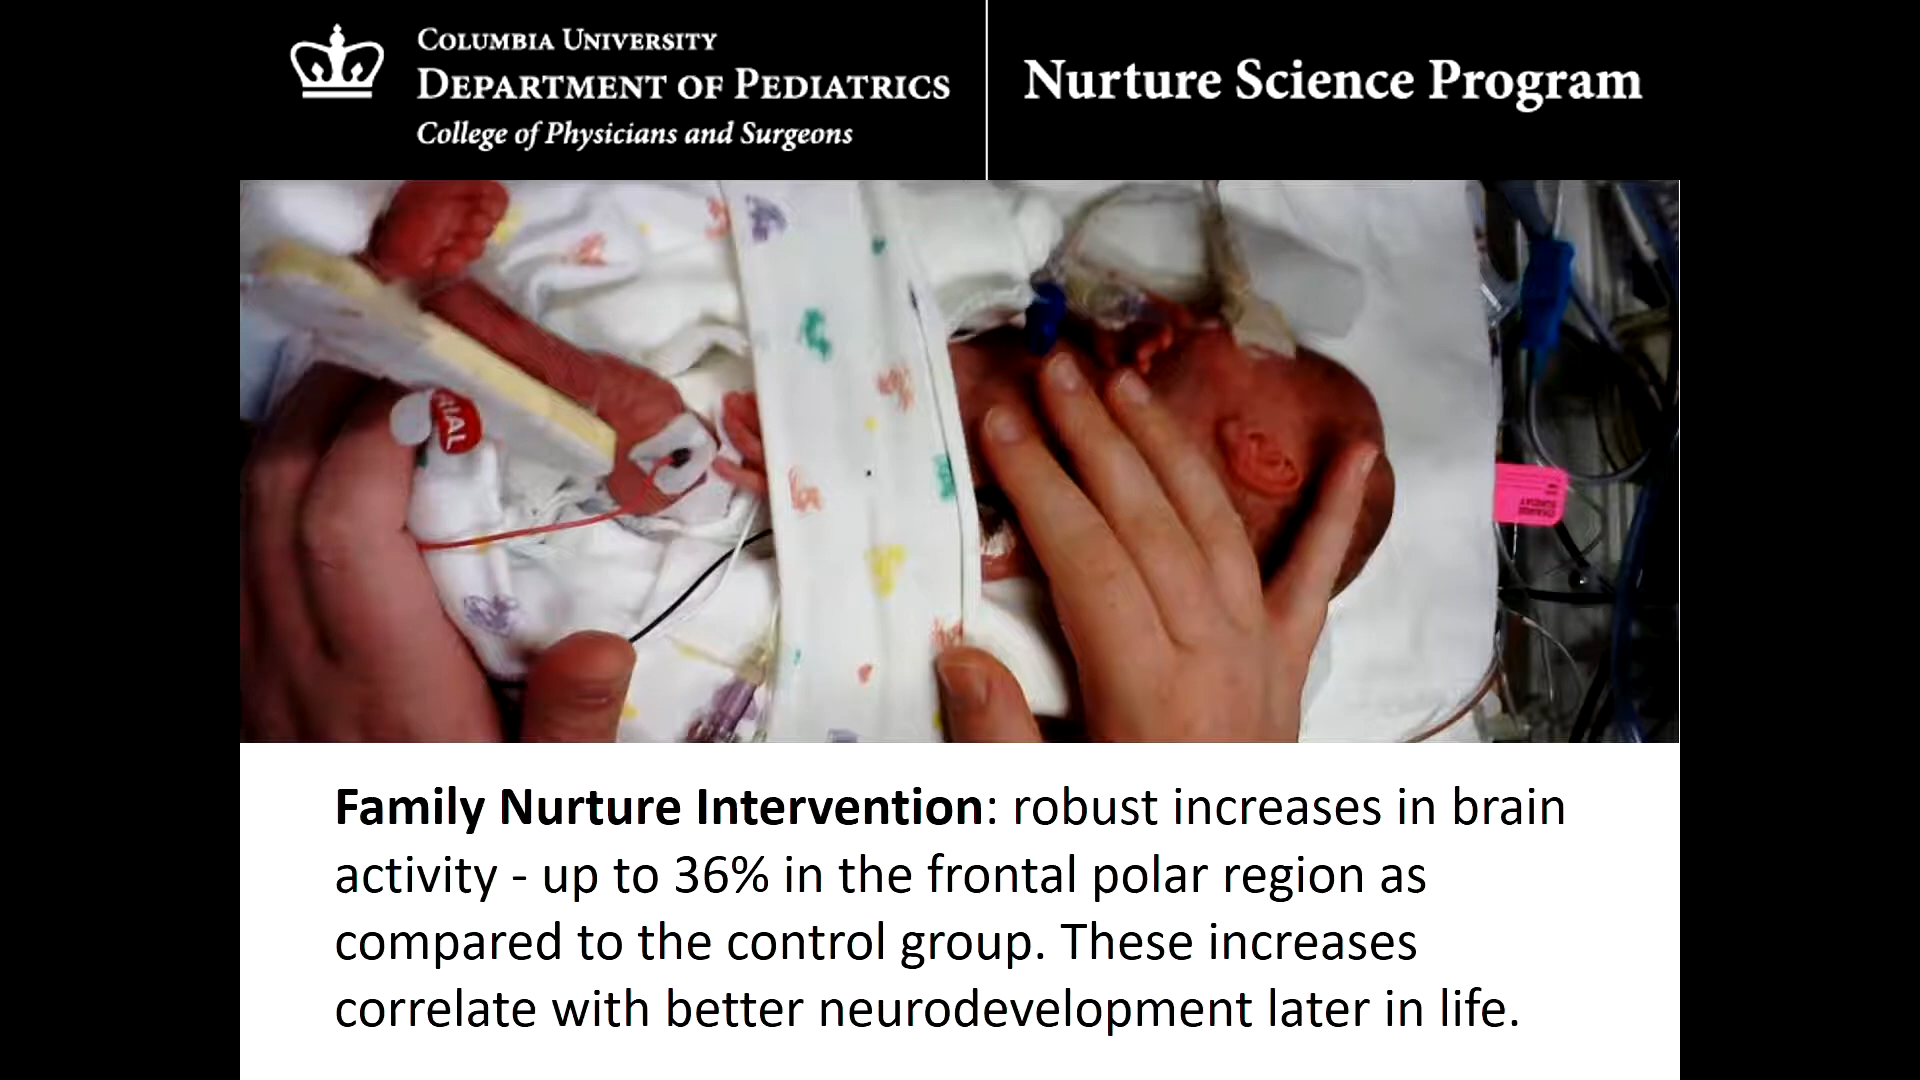 COLUMBIA UNIVERSITY
DEPARTMENT OF PEDIATRICS
College of Physicians and Surgeons
Nurture Science Program
IAL
Family Nurture Intervention: robust increases in brain
activity - up to 36% in the frontal polar region as
compared to the control group. These increases
correlate with better neurodevelopment later in life.